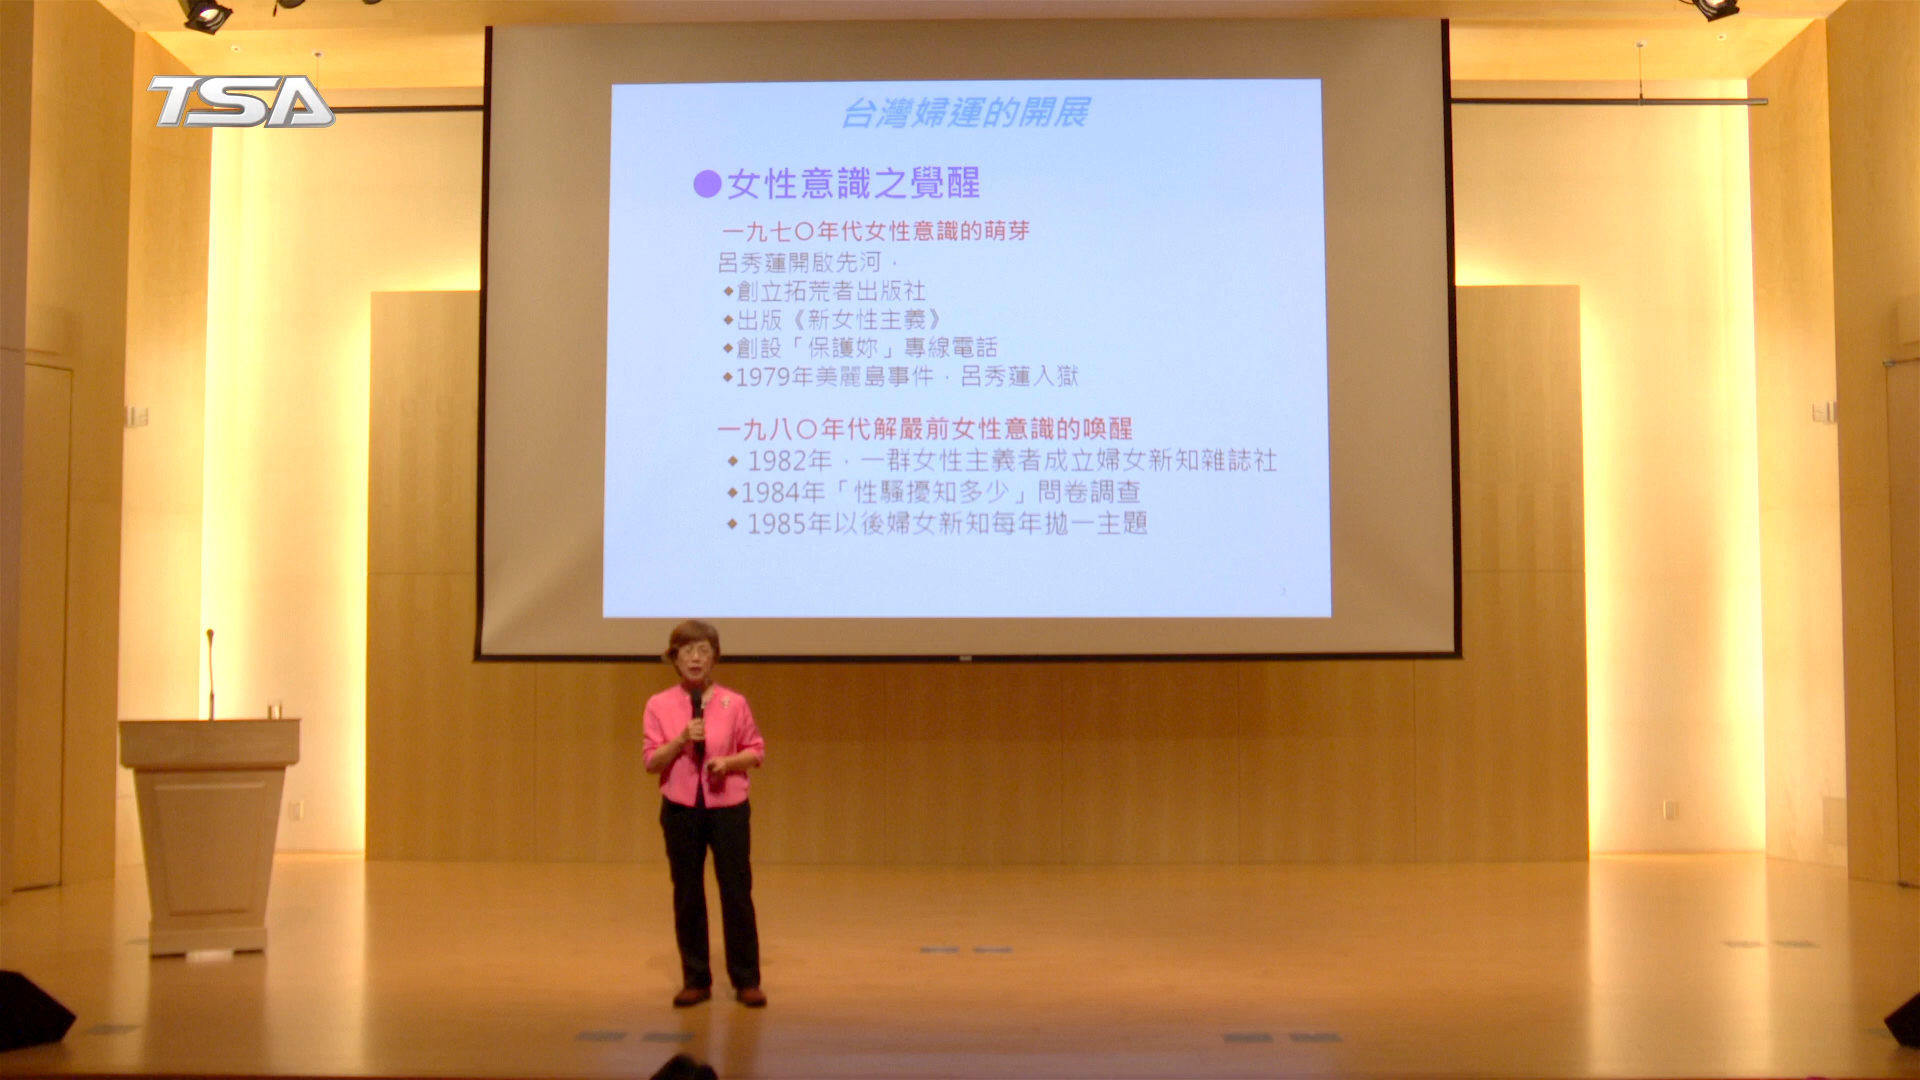 TSA
台灣婦運的開展
●女性意識之覺醒
一九七〇年代女性意識的萌芽
呂秀蓮開啟先河，
◆創立拓荒者出版社
◆出版《新女性主義》
◆創設「保護妳」專線電話
◆1979年美麗島事件，呂秀蓮入獄
一九八〇年代解嚴前女性意識的喚醒
◆ 1982年，一群女性主義者成立婦女新知雜誌社
◆1984年「性騷擾知多少」問卷調查
◆ 1985年以後婦女新知每年拋一主題